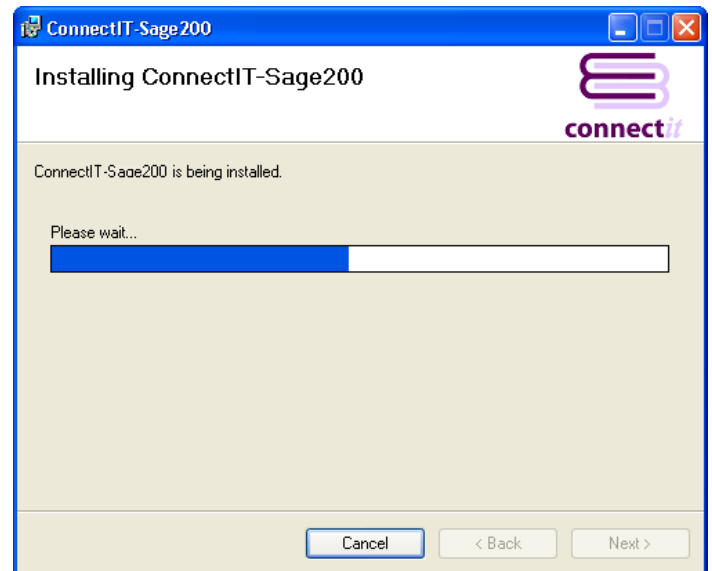 ConnectIT-Sage200
Installing ConnectIT-Sage200
connectit
ConnectIT-Sage200 is being installed.
Please wait...
Cancel
< Back
Next >